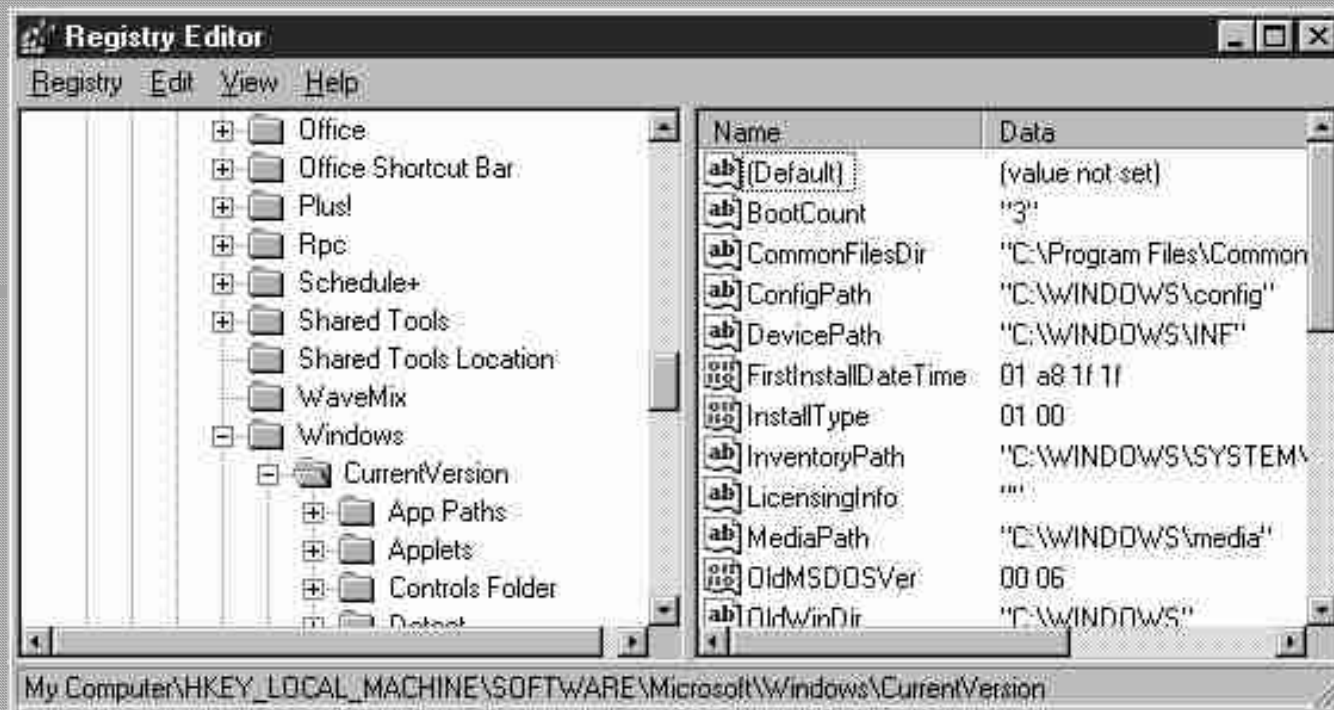 Registry Editor
Registry Edit View Help
Office
Office Shortcut Bar
Plus!
Rpc
Schedule+
Shared Tools
Shared Tools Location
WaveMix
Windows
CurrentVersion
App Paths
Applets
Controls Folder
Detect
Name Data
(Default) (value not set)
BootCount "3"
CommonFilesDir "C:\Program Files\Common
ConfigPath "C:\WINDOWS\config"
DevicePath "C:\WINDOWS\INF"
FirstInstallDateTime 01 a8 1f 1f
InstallType 01 00
InventoryPath "C:\WINDOWS\SYSTEM\
LicensingInfo ""
MediaPath "C:\WINDOWS\media"
OldMSDOSVer 00 06
OldWinDir "C:\WINDOWS"
My Computer\HKEY_LOCAL_MACHINE\SOFTWARE\Microsoft\Windows\CurrentVersion